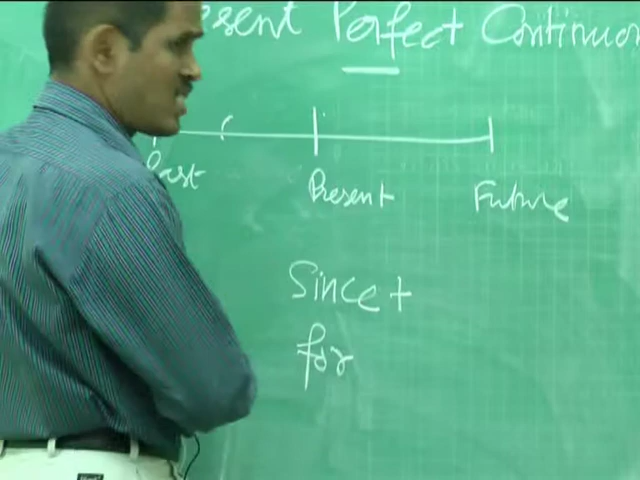 esent Perfect Continuou
Past Present Future
Since +
for